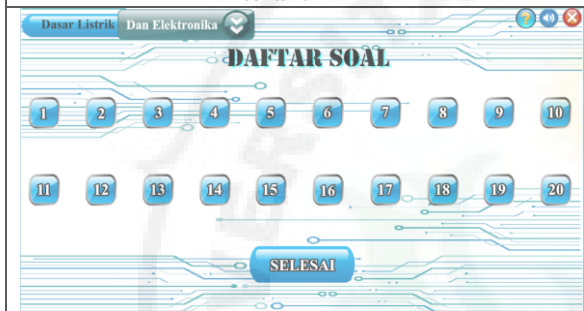 Dasar Listrik Dan Elektronika
DAFTAR SOAL
1 2 3 4 5 6 7 8 9 10
11 12 13 14 15 16 17 18 19 20
SELESAI